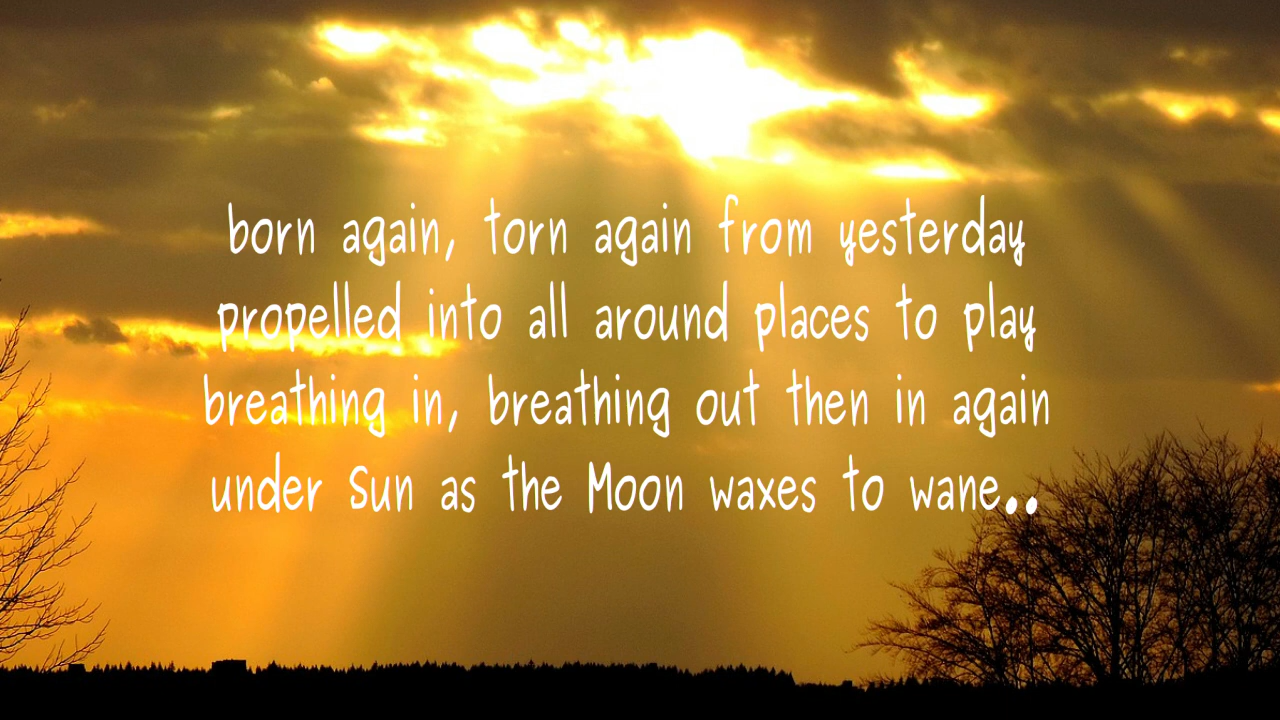 born again, torn again from yesterday
propelled into all around places to play
breathing in, breathing out then in again
under Sun as the Moon waxes to wane..